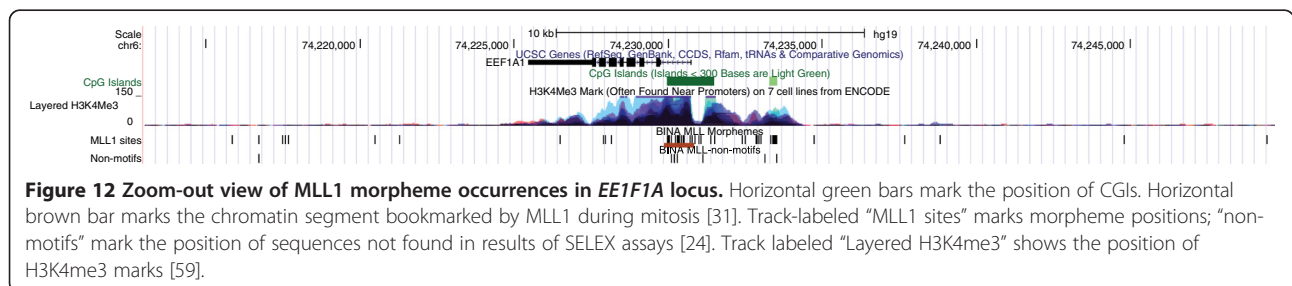 Scale
10 kb
hg19
chr6:
74,220,000
74,225,000
74,230,000
74,235,000
74,240,000
74,245,000
UCSC Genes (RefSeq, GenBank, CCDS, Rfam, tRNAs & Comparative Genomics)
EEF1A1
CpG Islands (Islands < 300 Bases are Light Green)
CpG Islands
H3K4Me3 Mark (Often Found Near Promoters) on 7 cell lines from ENCODE
150
Layered H3K4Me3
0
BINA MLL Morphemes
MLL1 sites
BINA MLL-non-motifs
Non-motifs
Figure 12 Zoom-out view of MLL1 morpheme occurrences in EE1F1A locus. Horizontal green bars mark the position of CGIs. Horizontal
brown bar marks the chromatin segment bookmarked by MLL1 during mitosis [31]. Track-labeled “MLL1 sites” marks morpheme positions; “non-
motifs” mark the position of sequences not found in results of SELEX assays [24]. Track labeled “Layered H3K4me3” shows the position of
H3K4me3 marks [59].